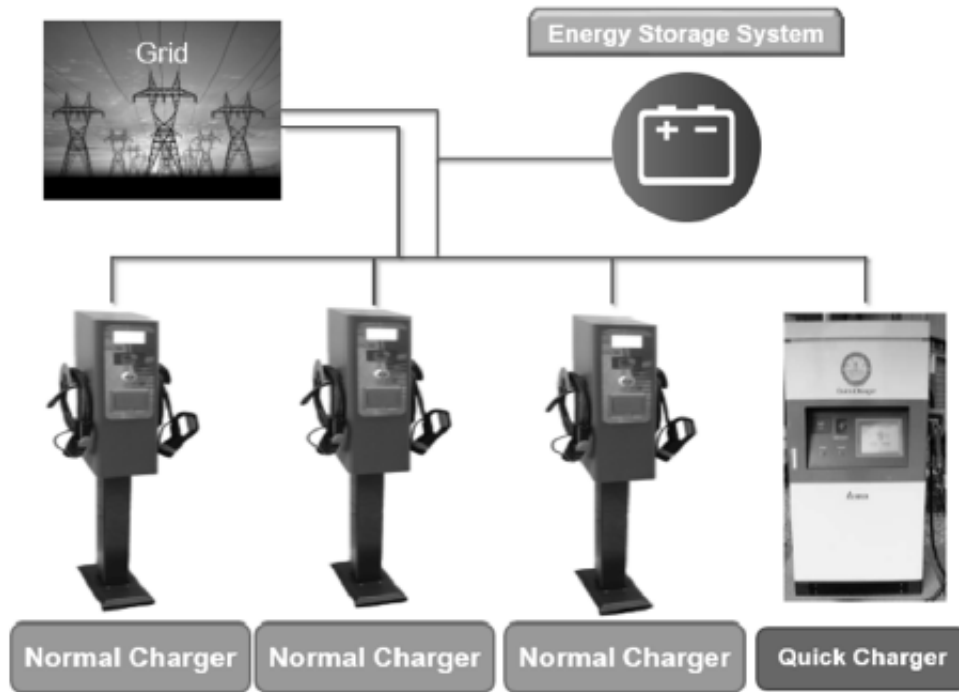 Grid
Energy Storage System
+ −
Normal Charger
Normal Charger
Normal Charger
Quick Charger